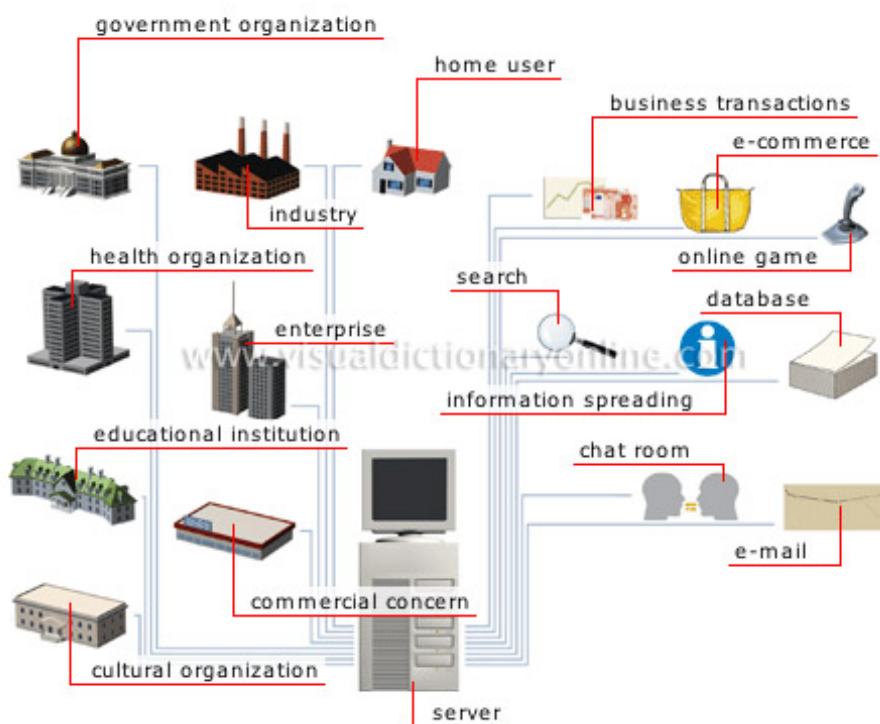 government organization
home user
business transactions
e-commerce
industry
online game
health organization
search
database
enterprise
www.visualdictionaryonline.com
information spreading
educational institution
chat room
e-mail
commercial concern
cultural organization
server